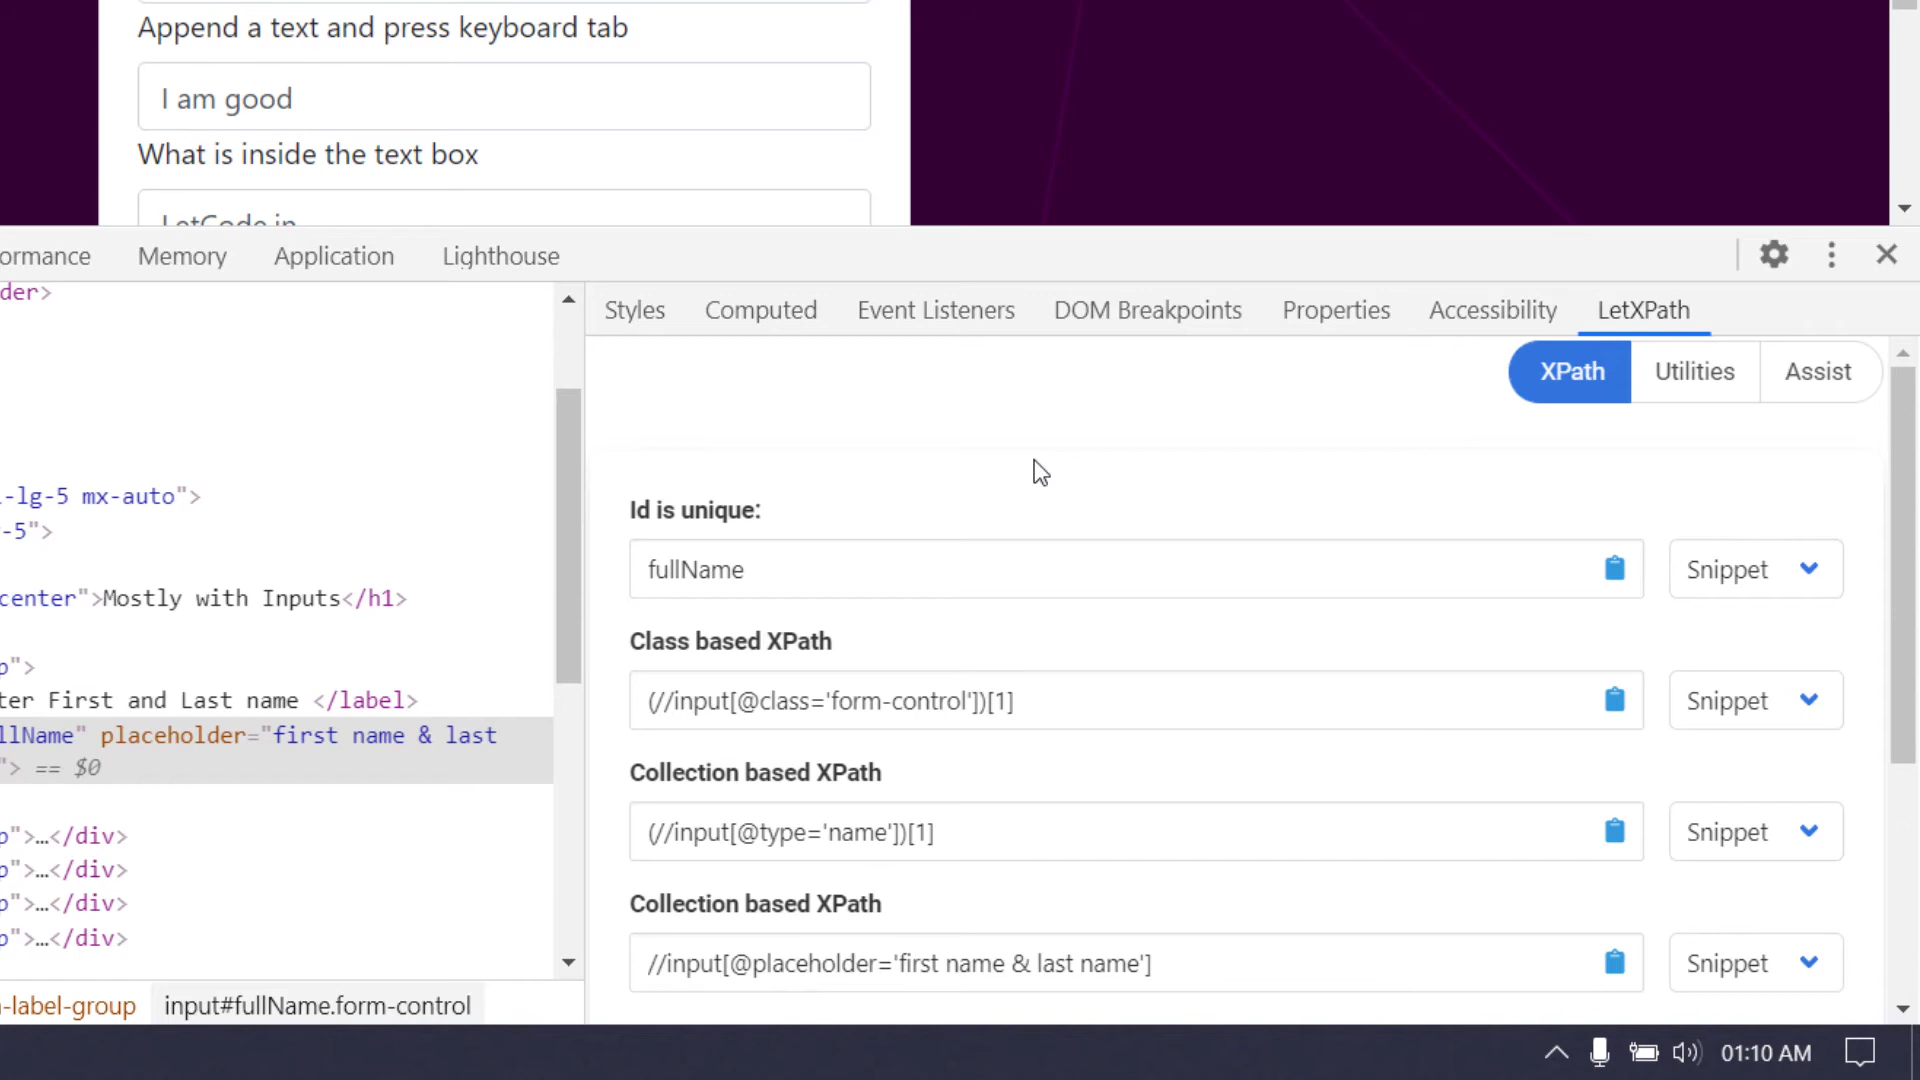 Append a text and press keyboard tab
I am good
What is inside the text box
LetCode.in
ormance Memory Application Lighthouse
der>
Styles Computed Event Listeners DOM Breakpoints Properties Accessibility LetXPath
XPath Utilities Assist
l-lg-5 mx-auto">
-5">
center">Mostly with Inputs</h1>
p">
ter First and Last name </label>
llName" placeholder="first name & last
"> == $0
p">…</div>
p">…</div>
p">…</div>
p">…</div>
-label-group input#fullName.form-control
Id is unique:
fullName Snippet
Class based XPath
(//input[@class='form-control'])[1] Snippet
Collection based XPath
(//input[@type='name'])[1] Snippet
Collection based XPath
//input[@placeholder='first name & last name'] Snippet
01:10 AM